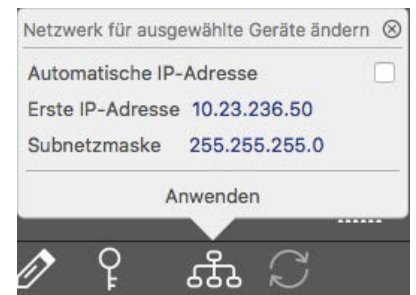 Netzwerk für ausgewählte Geräte ändern
Automatische IP-Adresse
Erste IP-Adresse 10.23.236.50
Subnetzmaske 255.255.255.0
Anwenden